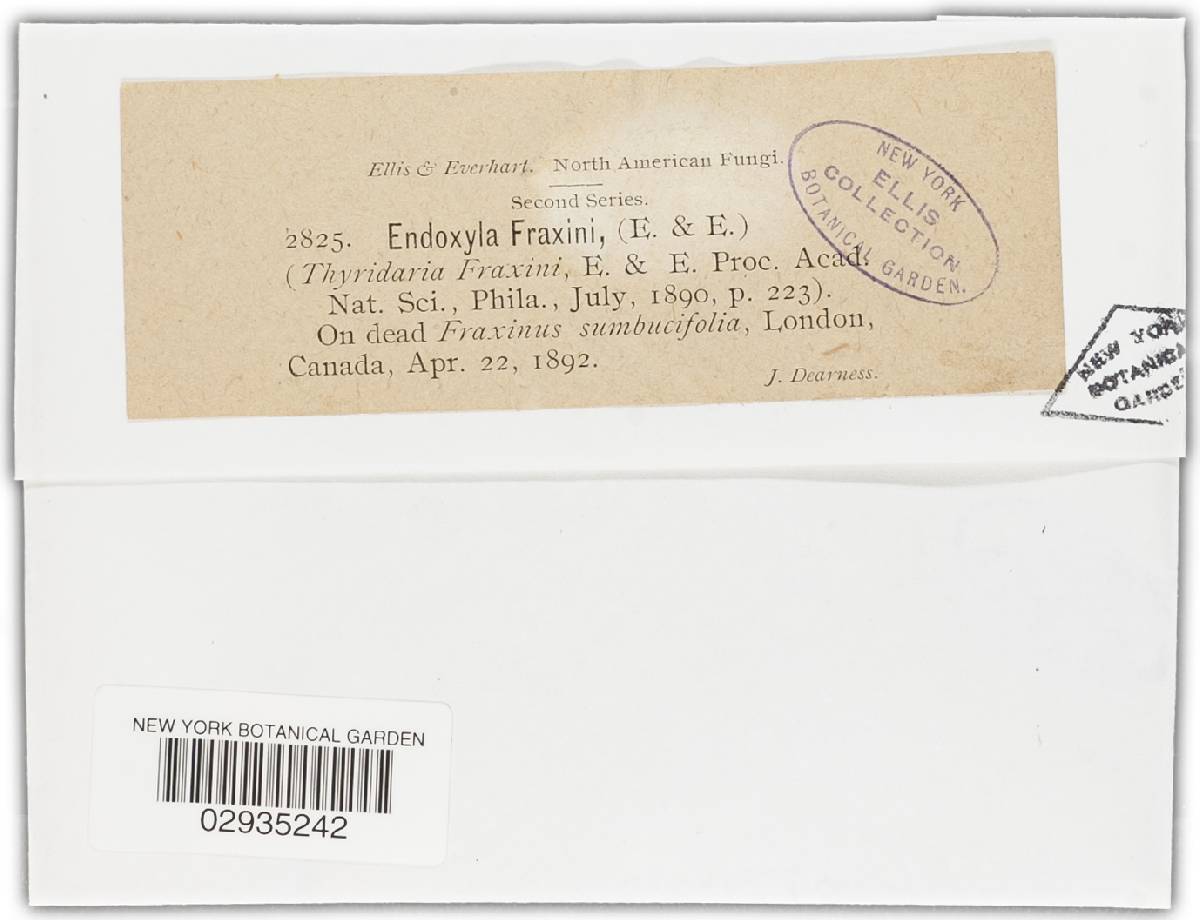 Ellis & Everhart. North American Fungi.
Second Series.
2825. Endoxyla Fraxini, (E. & E.)
(Thyridaria Fraxini, E. & E. Proc. Acad.
Nat. Sci., Phila., July, 1890, p. 223).
On dead Fraxinus sumbucifolia, London,
Canada, Apr. 22, 1892.
J. Dearness.
NEW YORK
ELLIS
COLLECTION
BOTANICAL GARDEN.
NEW YORK
BOTANICA
GARDE
NEW YORK BOTANICAL GARDEN
02935242